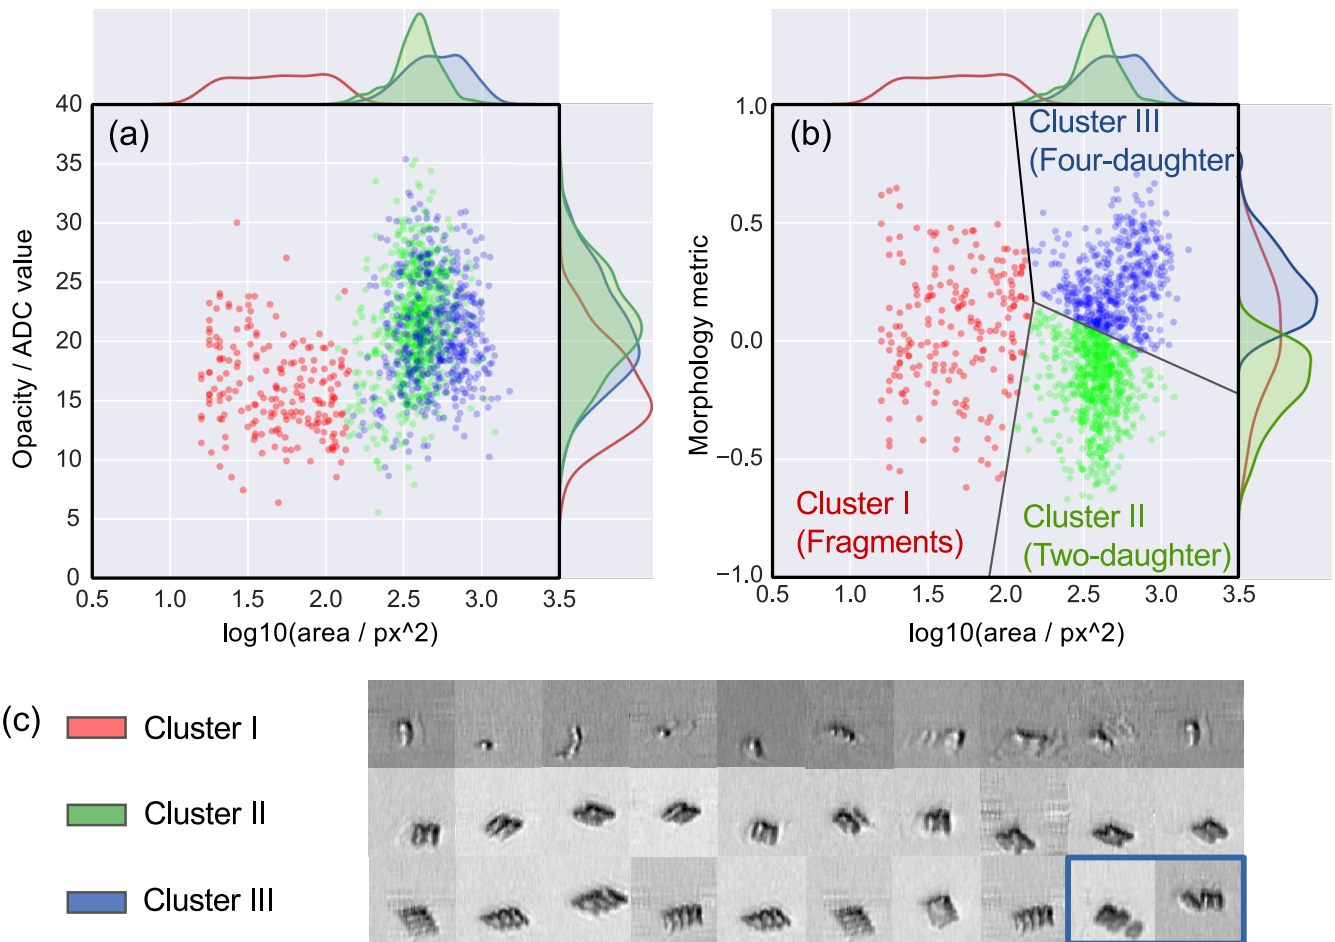 (a)
40
35
30
25
20
15
10
5
0
Opacity / ADC value
0.5
1.0
1.5
2.0
2.5
3.0
3.5
log10(area / px^2)
(b)
1.0
0.5
0.0
−0.5
−1.0
Morphology metric
Cluster III
(Four-daughter)
Cluster I
(Fragments)
Cluster II
(Two-daughter)
0.5
1.0
1.5
2.0
2.5
3.0
3.5
log10(area / px^2)
(c)
Cluster I
Cluster II
Cluster III